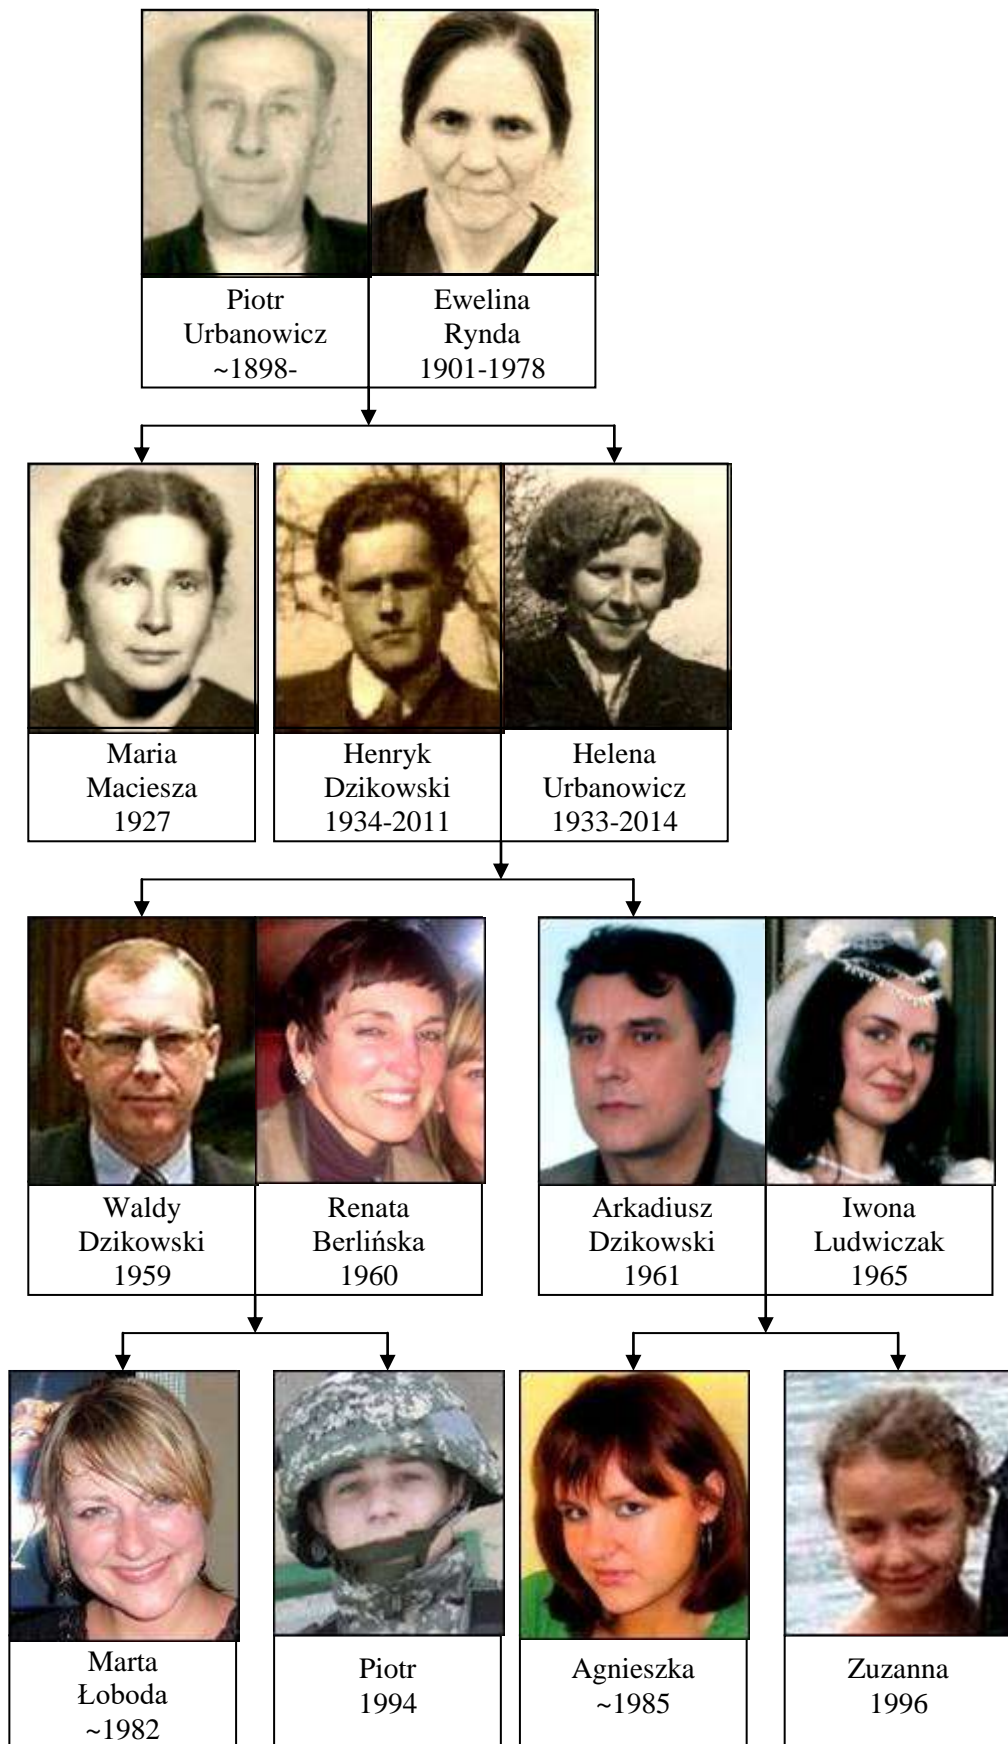 Piotr
Urbanowicz
~1898-
Ewelina
Rynda
1901-1978
Maria
Maciesza
1927
Henryk
Dzikowski
1934-2011
Helena
Urbanowicz
1933-2014
Waldy
Dzikowski
1959
Renata
Berlińska
1960
Arkadiusz
Dzikowski
1961
Iwona
Ludwiczak
1965
Marta
Łoboda
~1982
Piotr
1994
Agnieszka
~1985
Zuzanna
1996